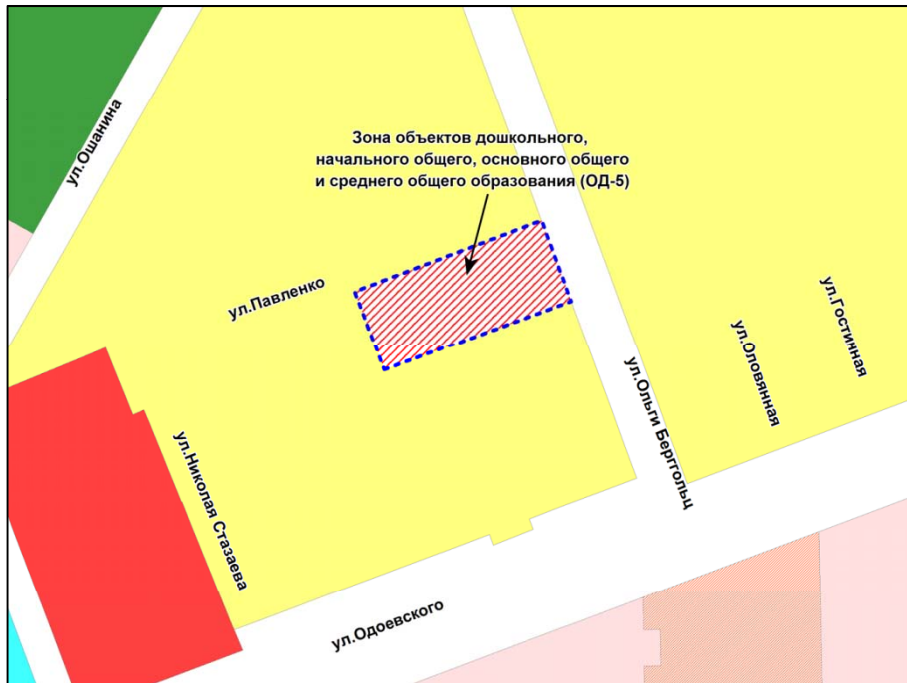 ул.Ошанина
Зона объектов дошкольного,
начального общего, основного общего
и среднего общего образования (ОД-5)
ул.Павленко
ул.Гостичная
ул.Оловянная
ул.Ольги Берггольц
ул.Николая Стазаева
ул.Одоевского